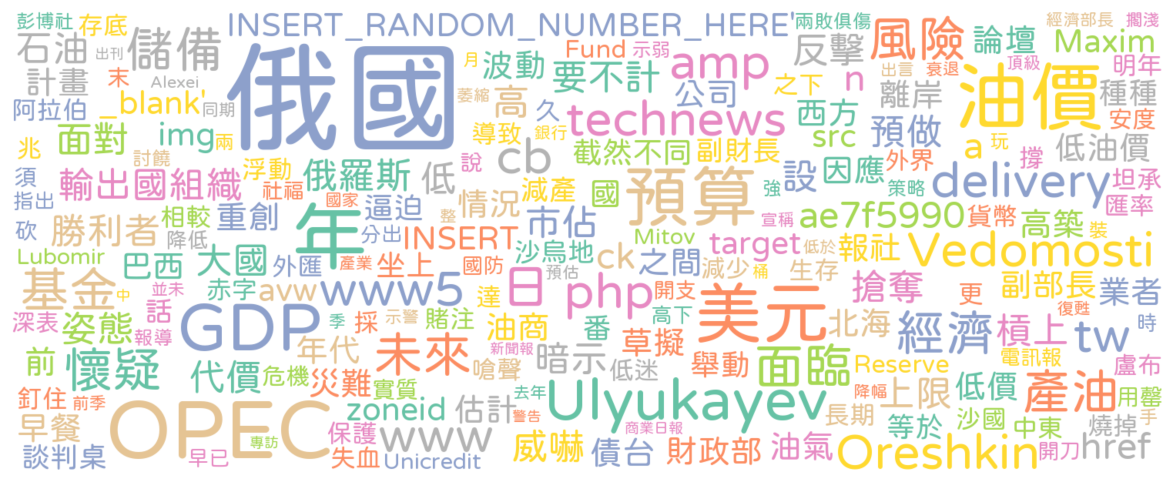 彭博社 存底 INSERT_RANDOM_NUMBER_HERE' 兩敗俱傷 經濟部長 擱淺
石油 出刊 儲備 俄國 Fund 示弱 反擊 風險 論壇 Maxim
計畫 末 Alexei 月 波動 要不計 amp 之下 n 出言 衰退 頂級 明年
阿拉伯 _blank' 同期 萎縮 高 久 公司 西方 離岸 油價 種種
兆 面對 img 兩 導致 銀行 technews src 預做 a 玩 安度
討饒 浮動 俄羅斯 低 cb 說 截然不同 副財長 設 因應 外界 撐 低油價
須 輸出國組織 社福 年 減產 國 預算 強 策略 delivery 坦承
指出 國家 逼迫 整 情況 市佔 宣稱 ae7f5990 貨幣 高築 匯率
砍 勝利者 相較 重創 分出 INSERT Mitov target 低於 報社 Vedomosti 裝
Lubomir 降低 巴西 大國 外匯 產業 坐上 國防 沙烏地 預估 ck 之間 減少 桶 生存 搶奪 更 副部長 業者
基金 中 並未 赤字 avw www5 達 日 php 開支 美元 復甦
深表 話 姿態 報導 GDP 季 示警 採 賭注 油商 番 高下 北海 經濟 槓上 tw 時
前 懷疑 代價 危機 年代 未來 新聞報 嗆聲 暗示 草擬 舉動 面臨 Reserve 電訊報 盧布
釘住 前季 災難 實質 低迷 去年 降幅 上限 低價 產油 用罄
早餐 OPEC zoneid 估計 警告 Ulyukayev 長期 等於 沙國 中東 燒掉 手
談判桌 早已 專訪 保護 失血 www Unicredit 威嚇 商業日報 債台 財政部 油氣 Oreshkin 開刀 href